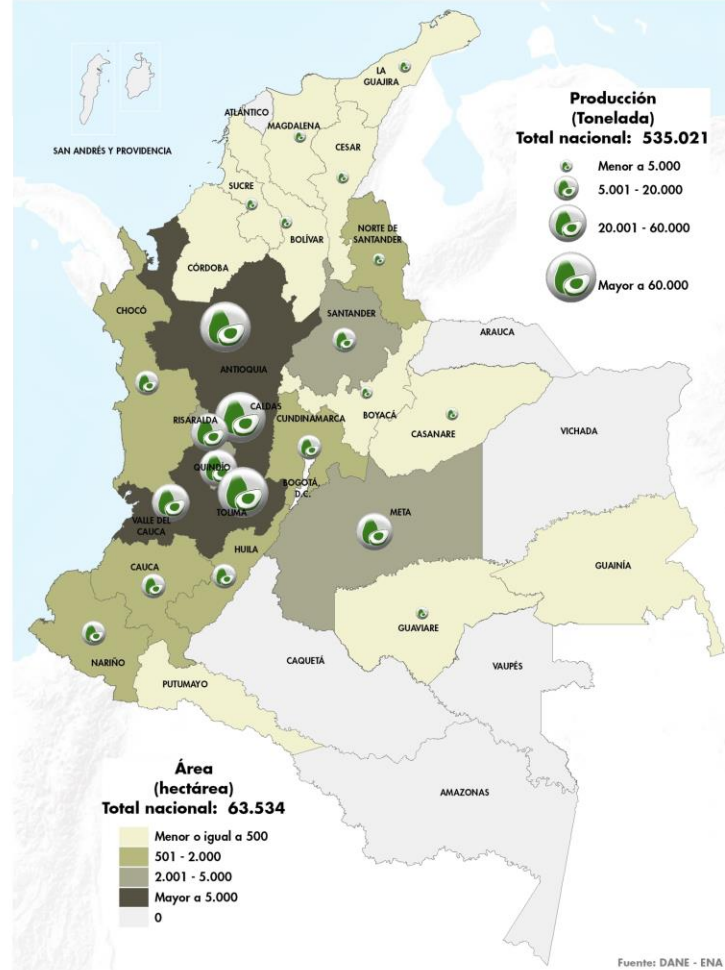 LA
GUAJIRA
ATLÁNTICO
MAGDALENA
SAN ANDRÉS Y PROVIDENCIA
CESAR
SUCRE
BOLÍVAR
CÓRDOBA
NORTE DE
SANTANDER
Producción
(Tonelada)
Total nacional: 535.021
Menor a 5.000
5.001 - 20.000
20.001 - 60.000
Mayor a 60.000
CHOCÓ
SANTANDER
ARAUCA
ANTIOQUIA
CALDAS
RISARALDA
CUNDINAMARCA
BOYACÁ
CASANARE
VICHADA
QUINDÍO
BOGOTÁ,
D.C.
TOLIMA
VALLE DEL
CAUCA
META
HUILA
CAUCA
GUAINÍA
GUAVIARE
NARIÑO
CAQUETÁ
VAUPÉS
PUTUMAYO
AMAZONAS
Área
(hectárea)
Total nacional: 63.534
Menor o igual a 500
501 - 2.000
2.001 - 5.000
Mayor a 5.000
0
Fuente: DANE - ENA